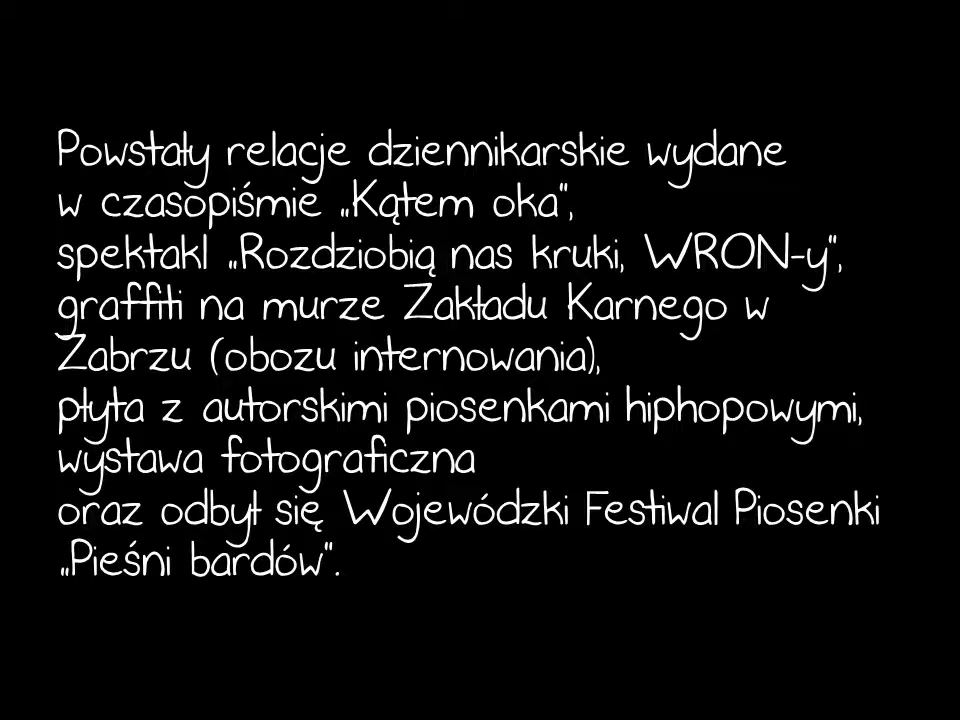 Powstały relacje dziennikarskie wydane
w czasopiśmie „Kątem oka”,
spektakl „Rozdziobią nas kruki, WRON-y”,
graffiti na murze Zakładu Karnego w
Zabrzu (obozu internowania),
płyta z autorskimi piosenkami hiphopowymi,
wystawa fotograficzna
oraz odbył się Wojewódzki Festiwal Piosenki
„Pieśni bardów”.